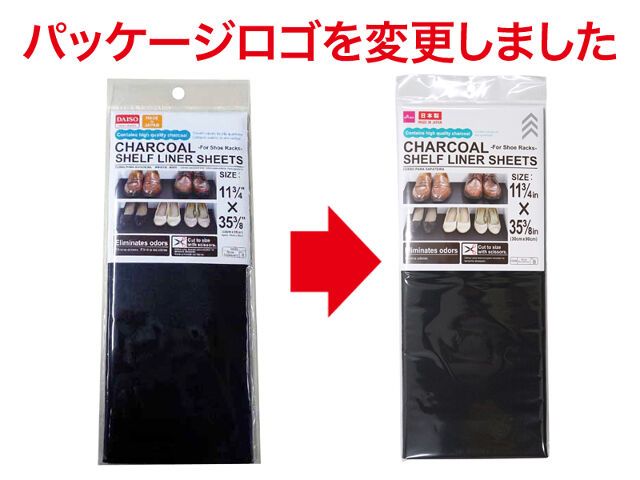 パッケージロゴを変更しました
DAISO
MADE in JAPAN
Contains high quality charcoal
CHARCOAL -For Shoe Racks-
SHELF LINER SHEETS
SIZE:
11¾"
×
35⅜"
Eliminates odors
Cut to size
with scissors.
日本製
MADE IN JAPAN
Contains high quality charcoal
CHARCOAL -For Shoe Racks-
SHELF LINER SHEETS
SIZE:
11¾in
×
35⅜in
(30cm×90cm)
Eliminates odors
Cut to size
with scissors.